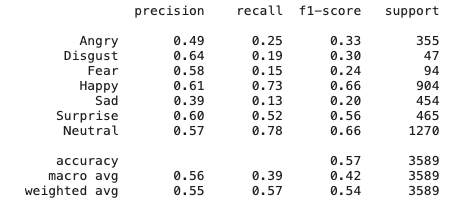 precision recall f1-score support
Angry 0.49 0.25 0.33 355
Disgust 0.64 0.19 0.30 47
Fear 0.58 0.15 0.24 94
Happy 0.61 0.73 0.66 904
Sad 0.39 0.13 0.20 454
Surprise 0.60 0.52 0.56 465
Neutral 0.57 0.78 0.66 1270
accuracy 0.57 3589
macro avg 0.56 0.39 0.42 3589
weighted avg 0.55 0.57 0.54 3589